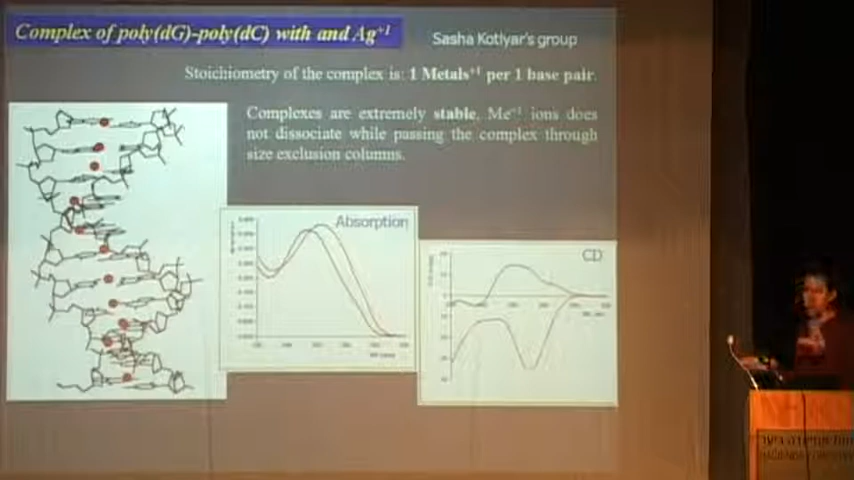 Complex of poly(dG)-poly(dC) with and Ag⁺¹
Sasha Kotlyar's group
Stoichiometry of the complex is: 1 Metals⁺¹ per 1 base pair.
Complexes are extremely stable, Me⁺¹ ions does
not dissociate while passing the complex through
size exclusion columns.
Absorption
CD